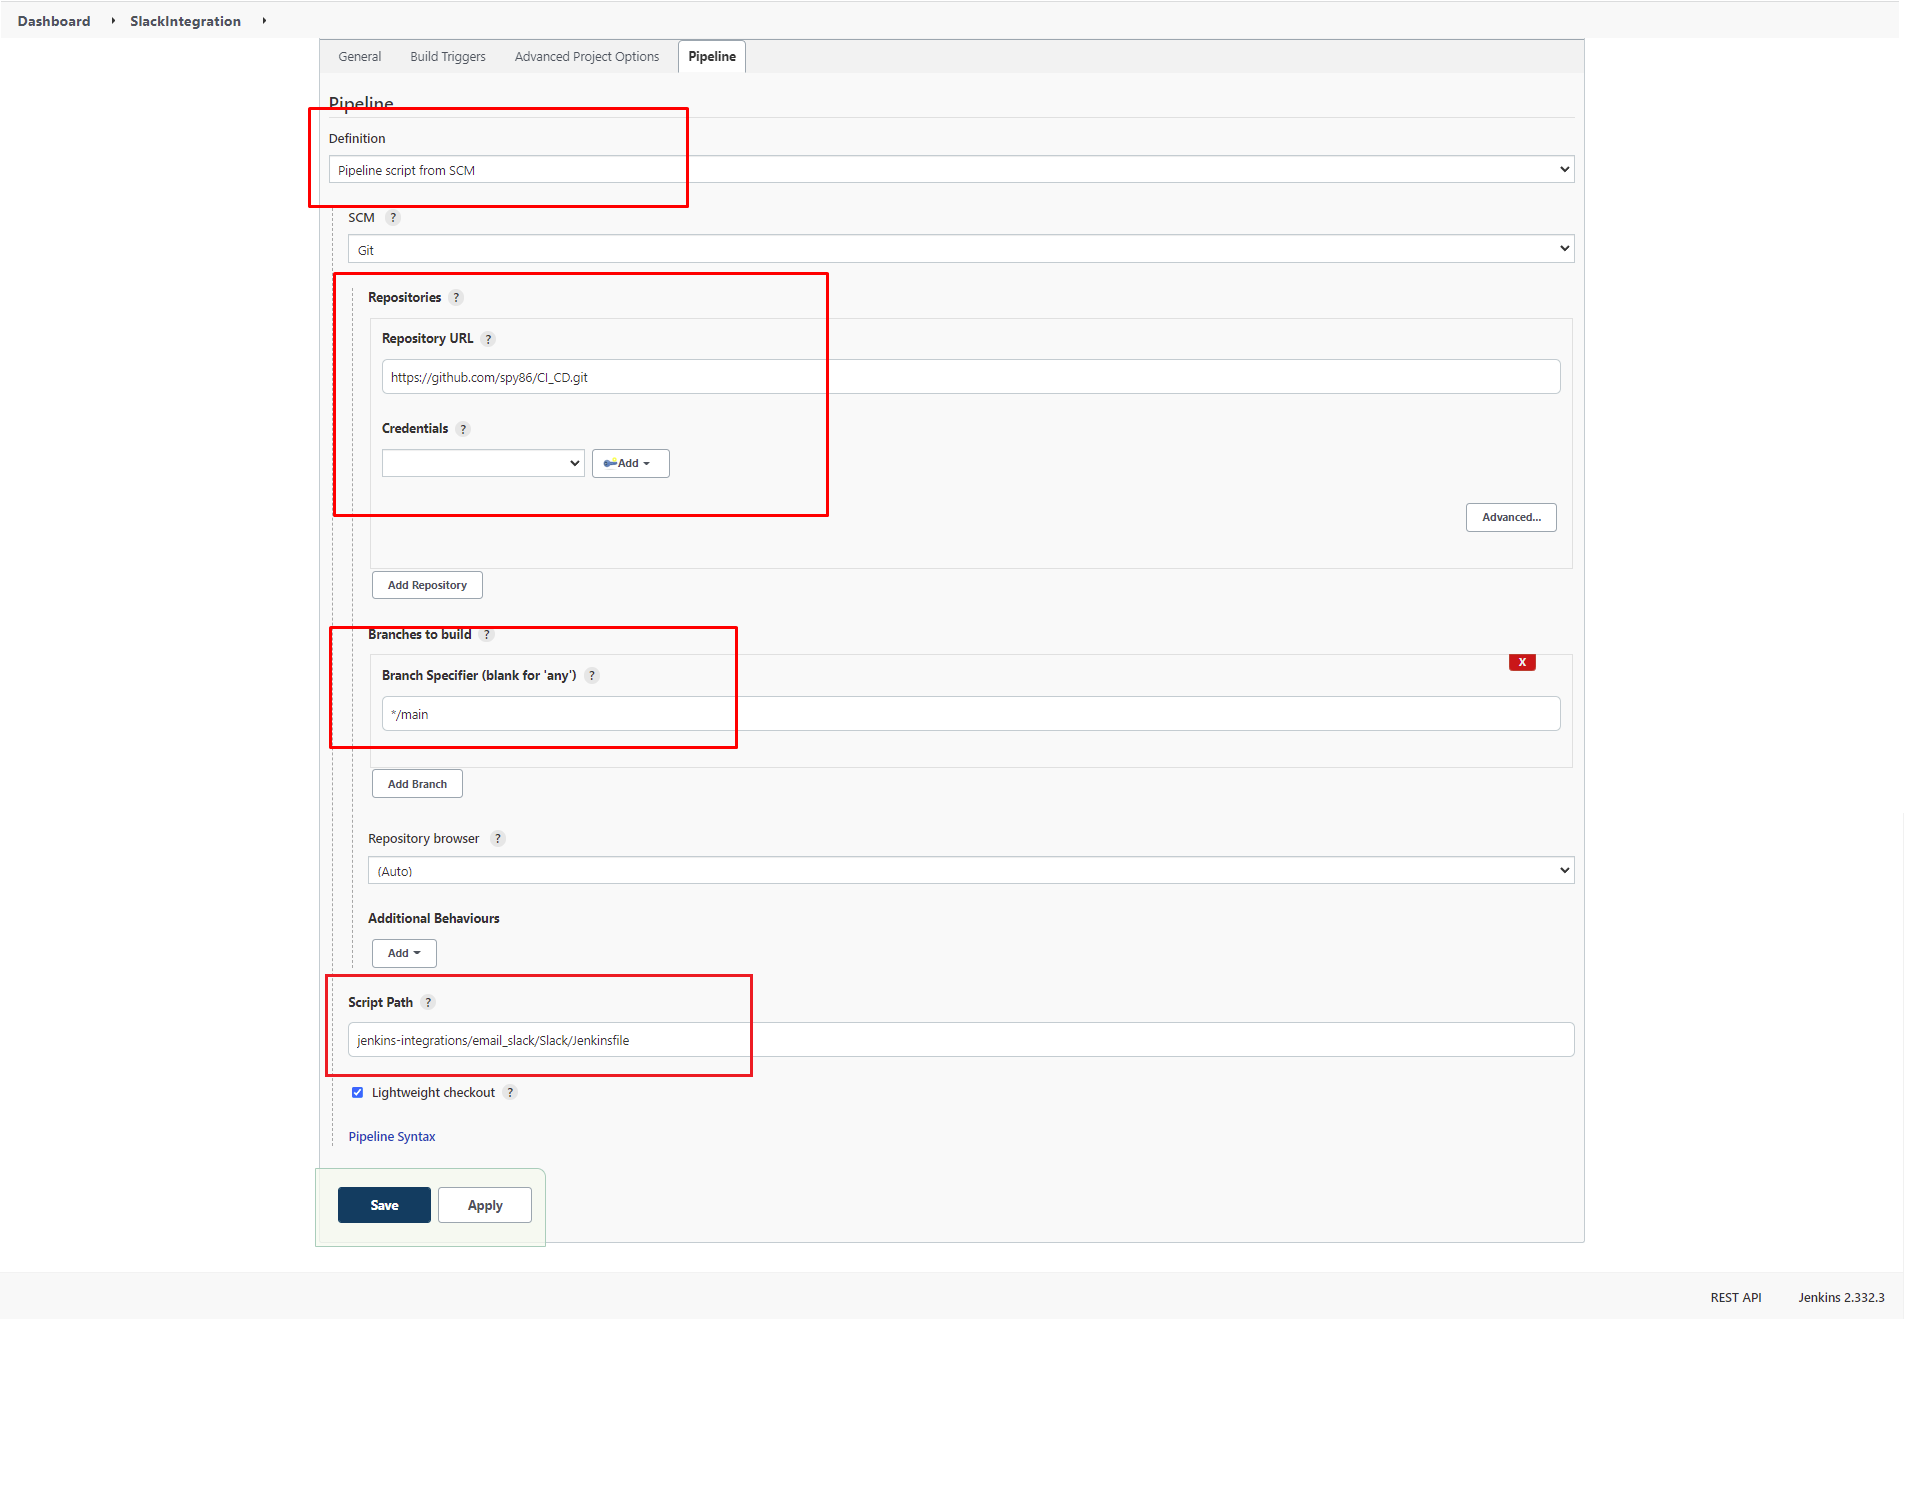 Dashboard SlackIntegration
General Build Triggers Advanced Project Options Pipeline
Pipeline
Definition
Pipeline script from SCM
SCM ?
Git
Repositories ?
Repository URL ?
https://github.com/spy86/CI_CD.git
Credentials ?
Add
Advanced...
Add Repository
Branches to build ?
X
Branch Specifier (blank for 'any') ?
*/main
Add Branch
Repository browser ?
(Auto)
Additional Behaviours
Add
Script Path ?
jenkins-integrations/email_slack/Slack/Jenkinsfile
Lightweight checkout ?
Pipeline Syntax
Save Apply
REST API Jenkins 2.332.3